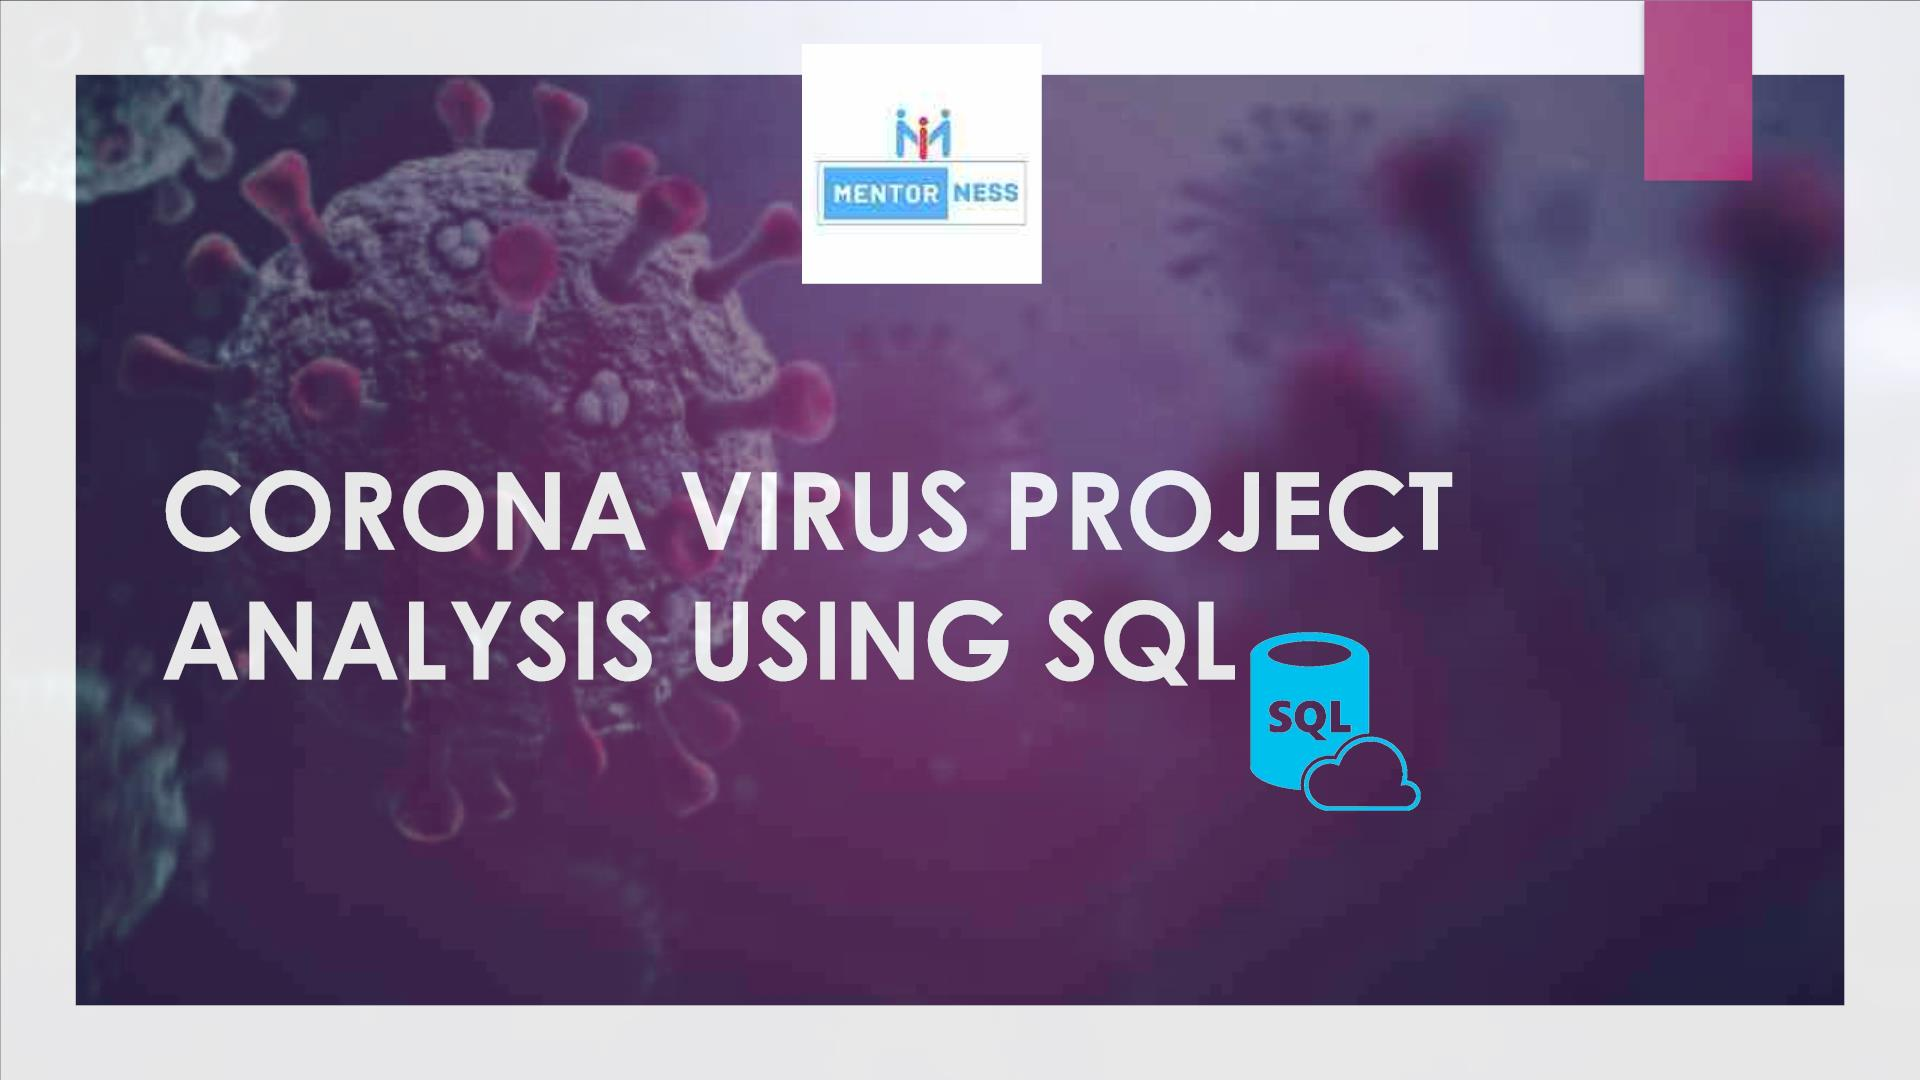 MENTOR NESS
CORONA VIRUS PROJECT
ANALYSIS USING SQL
SQL